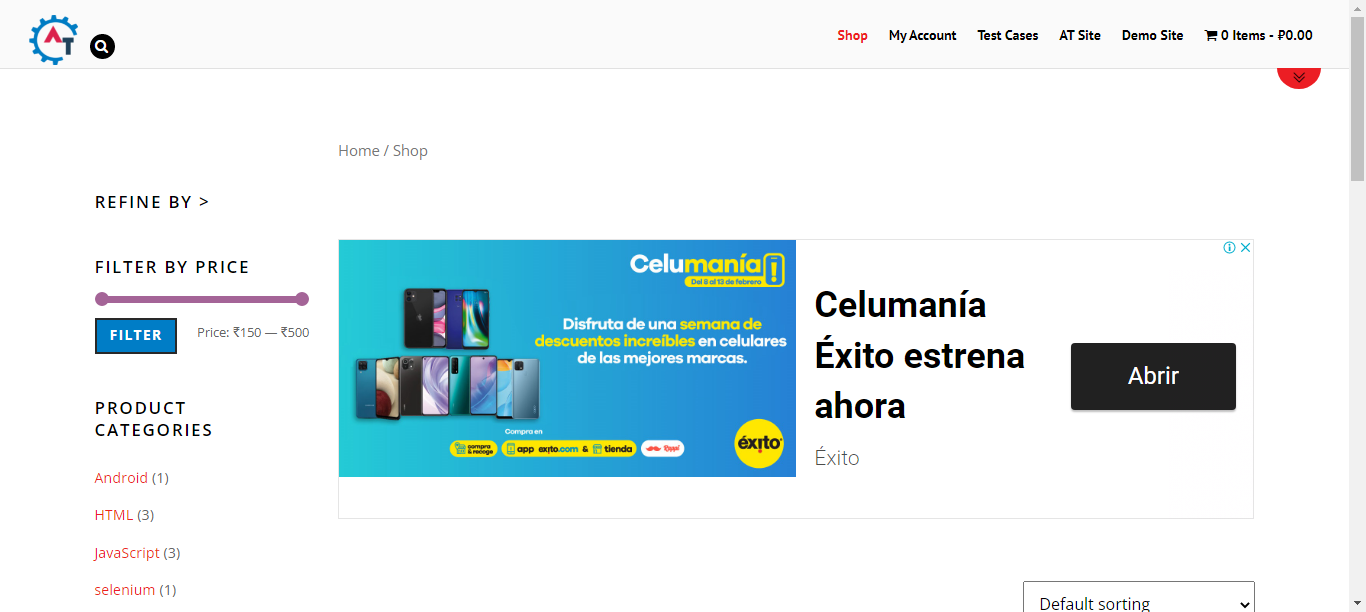 AT
Shop
My Account
Test Cases
AT Site
Demo Site
0 Items - ₽0.00
Home / Shop
REFINE BY >
FILTER BY PRICE
FILTER
Price: ₹150 — ₹500
PRODUCT
CATEGORIES
Android (1)
HTML (3)
JavaScript (3)
selenium (1)
Celumanía
Del 6 al 13 de febrero
Disfruta de una semana de
descuentos increíbles en celulares
de las mejores marcas.
Compra en
compra
& recoge
app exito.com & tienda
Rappi
éxito
Celumanía
Éxito estrena
ahora
Éxito
Abrir
Default sorting